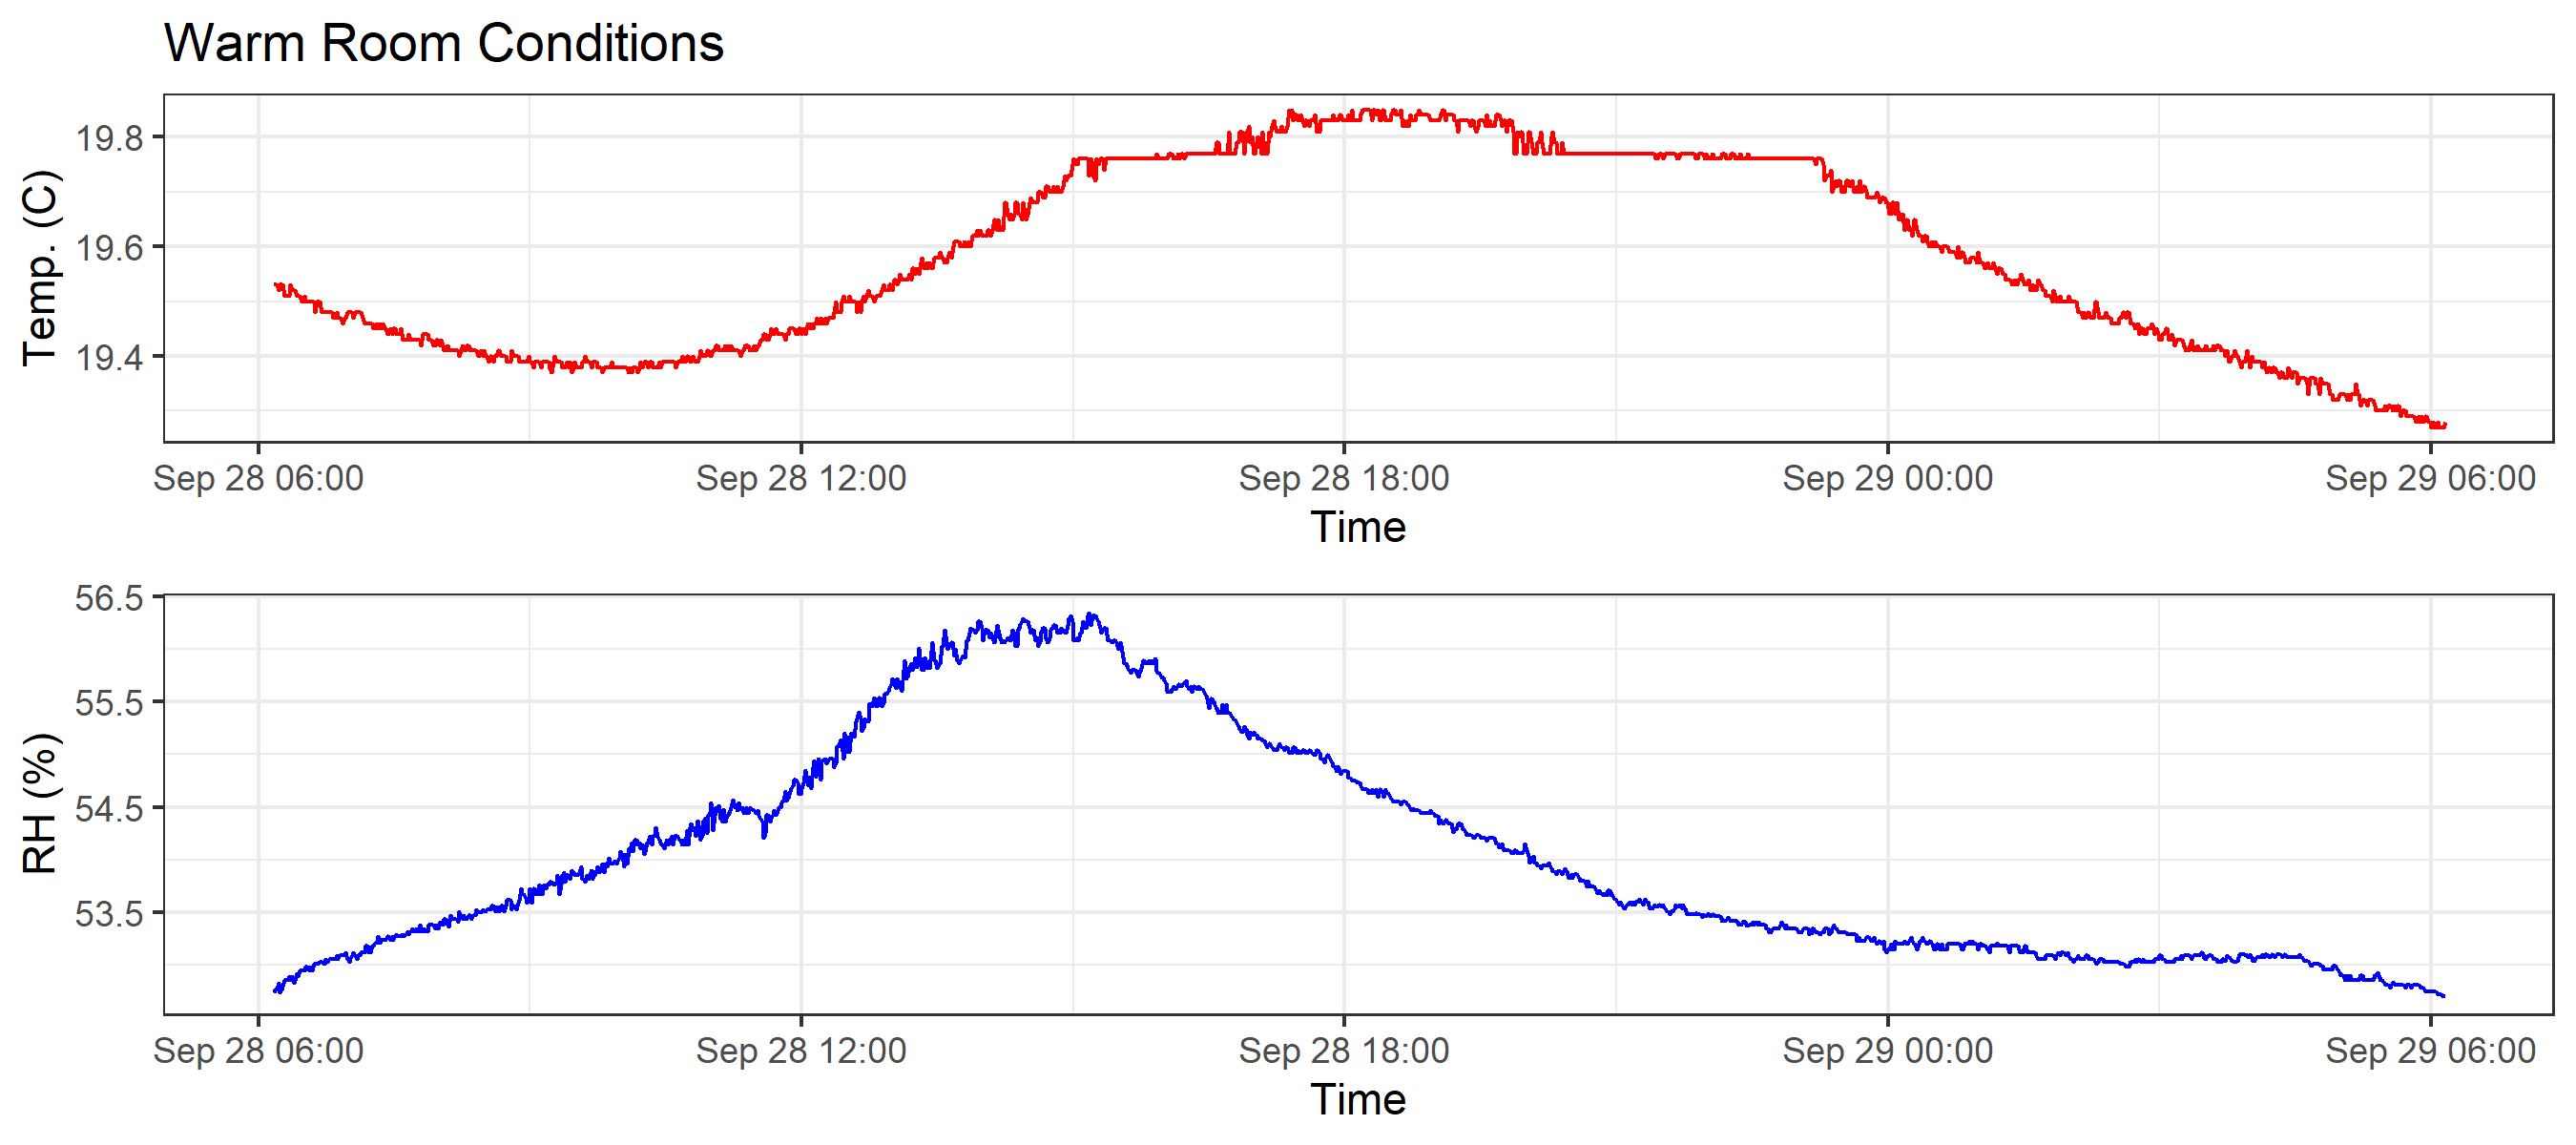 Warm Room Conditions
Temp. (C)
19.8
19.6
19.4
Sep 28 06:00 Sep 28 12:00 Sep 28 18:00 Sep 29 00:00 Sep 29 06:00
Time
RH (%)
56.5
55.5
54.5
53.5
Sep 28 06:00 Sep 28 12:00 Sep 28 18:00 Sep 29 00:00 Sep 29 06:00
Time